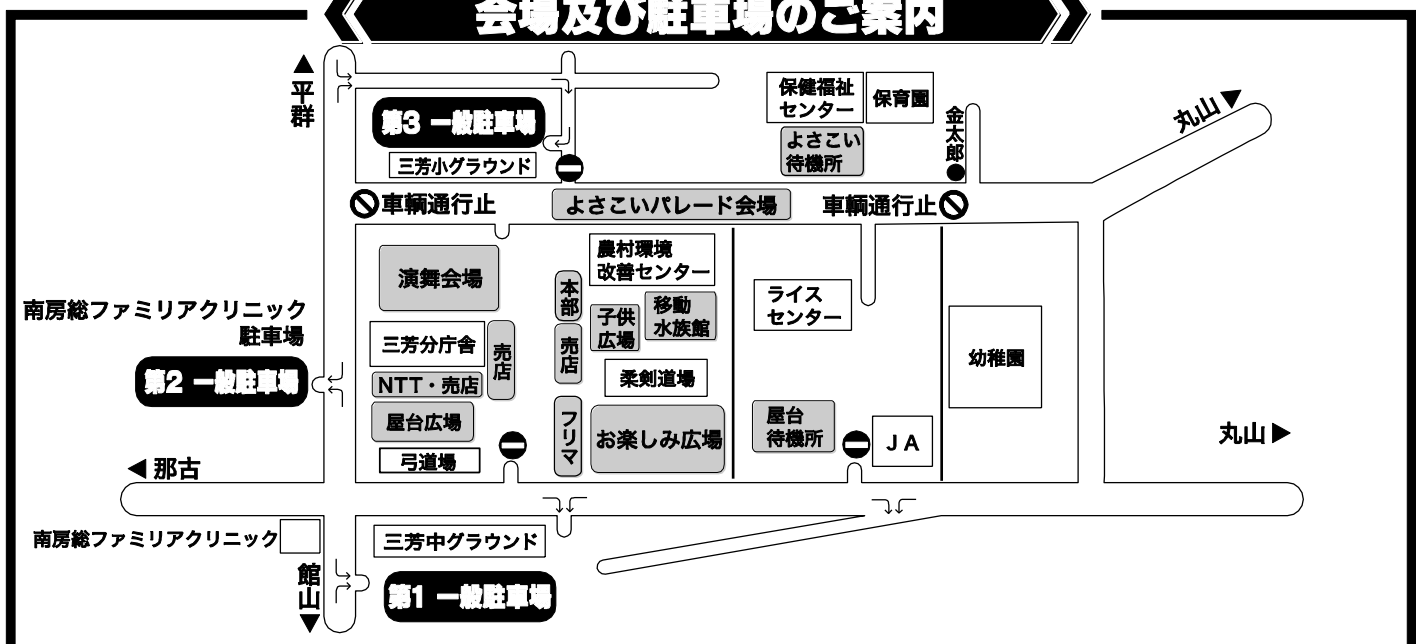 会場及び駐車場のご案内
▲
平群
第3 一般駐車場
三芳小グラウンド
保健福祉
センター
保育園
よさこい
待機所
金太郎
丸山▶
車輌通行止
よさこいパレード会場
車輌通行止
演舞会場
農村環境
改善センター
本部
子供
広場
移動
水族館
ライス
センター
南房総ファミリアクリニック
駐車場
第2 一般駐車場
三芳分庁舎
売店
売店
NTT・売店
柔剣道場
幼稚園
屋台広場
フリマ
お楽しみ広場
屋台
待機所
JA
弓道場
丸山▶
◀那古
南房総ファミリアクリニック
三芳中グラウンド
館山
▼
第1 一般駐車場